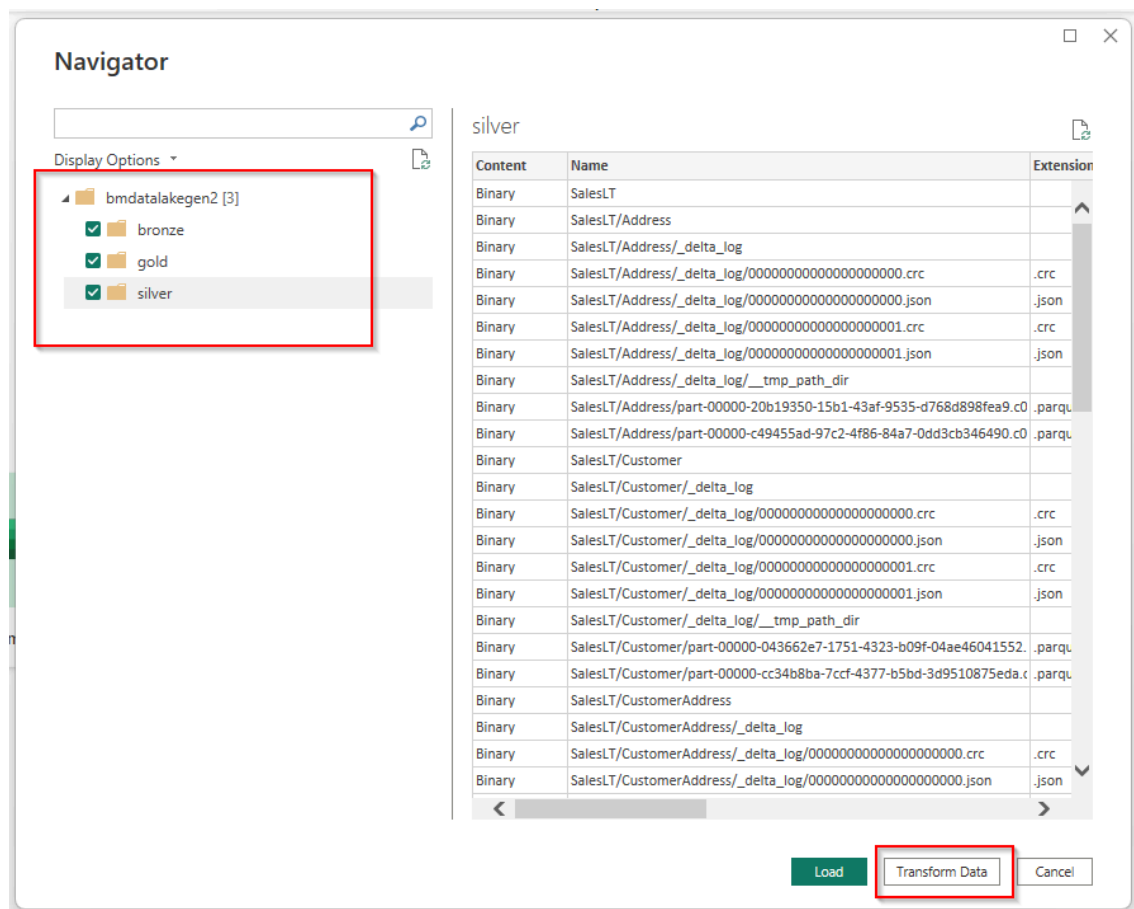 Navigator
Display Options
bmdatalakegen2 [3]
bronze
gold
silver
silver
Content Name Extension
Binary SalesLT
Binary SalesLT/Address
Binary SalesLT/Address/_delta_log
Binary SalesLT/Address/_delta_log/00000000000000000000.crc .crc
Binary SalesLT/Address/_delta_log/00000000000000000000.json .json
Binary SalesLT/Address/_delta_log/00000000000000000001.crc .crc
Binary SalesLT/Address/_delta_log/00000000000000000001.json .json
Binary SalesLT/Address/_delta_log/__tmp_path_dir
Binary SalesLT/Address/part-00000-20b19350-15b1-43af-9535-d768d898fea9.c0 .parqu
Binary SalesLT/Address/part-00000-c49455ad-97c2-4f86-84a7-0dd3cb346490.c0 .parqu
Binary SalesLT/Customer
Binary SalesLT/Customer/_delta_log
Binary SalesLT/Customer/_delta_log/00000000000000000000.crc .crc
Binary SalesLT/Customer/_delta_log/00000000000000000000.json .json
Binary SalesLT/Customer/_delta_log/00000000000000000001.crc .crc
Binary SalesLT/Customer/_delta_log/00000000000000000001.json .json
Binary SalesLT/Customer/_delta_log/__tmp_path_dir
Binary SalesLT/Customer/part-00000-043662e7-1751-4323-b09f-04ae46041552. .parqu
Binary SalesLT/Customer/part-00000-cc34b8ba-7ccf-4377-b5bd-3d9510875eda.c .parqu
Binary SalesLT/CustomerAddress
Binary SalesLT/CustomerAddress/_delta_log
Binary SalesLT/CustomerAddress/_delta_log/00000000000000000000.crc .crc
Binary SalesLT/CustomerAddress/_delta_log/00000000000000000000.json .json
Load Transform Data Cancel